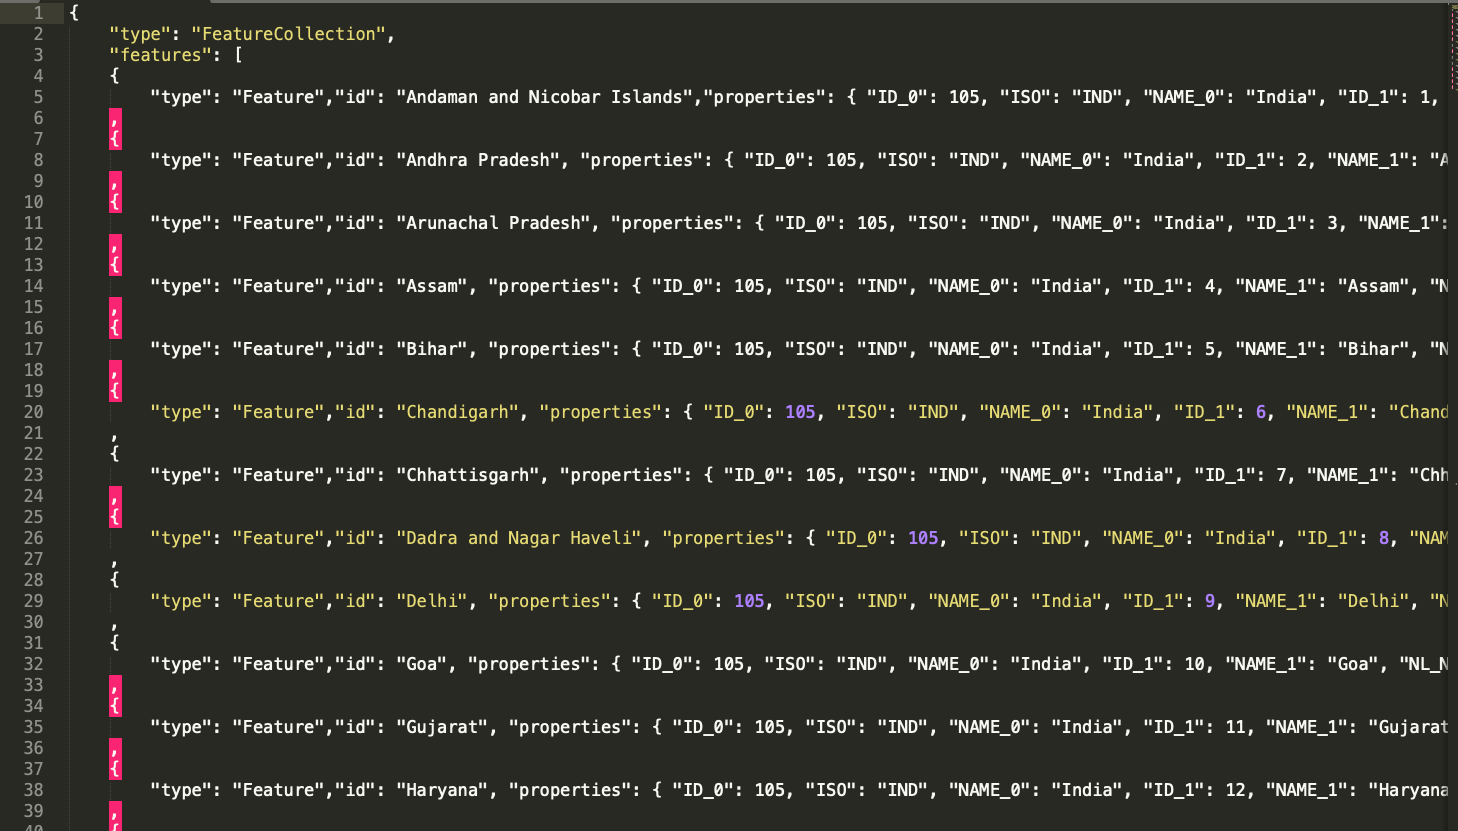 1 {
2 "type": "FeatureCollection",
3 "features": [
4 {
5 "type": "Feature","id": "Andaman and Nicobar Islands","properties": { "ID_0": 105, "ISO": "IND", "NAME_0": "India", "ID_1": 1,
6 ,
7 {
8 "type": "Feature","id": "Andhra Pradesh", "properties": { "ID_0": 105, "ISO": "IND", "NAME_0": "India", "ID_1": 2, "NAME_1": "A
9 ,
10 {
11 "type": "Feature","id": "Arunachal Pradesh", "properties": { "ID_0": 105, "ISO": "IND", "NAME_0": "India", "ID_1": 3, "NAME_1":
12 ,
13 {
14 "type": "Feature","id": "Assam", "properties": { "ID_0": 105, "ISO": "IND", "NAME_0": "India", "ID_1": 4, "NAME_1": "Assam", "N
15 ,
16 {
17 "type": "Feature","id": "Bihar", "properties": { "ID_0": 105, "ISO": "IND", "NAME_0": "India", "ID_1": 5, "NAME_1": "Bihar", "N
18 ,
19 {
20 "type": "Feature","id": "Chandigarh", "properties": { "ID_0": 105, "ISO": "IND", "NAME_0": "India", "ID_1": 6, "NAME_1": "Chand
21 ,
22 {
23 "type": "Feature","id": "Chhattisgarh", "properties": { "ID_0": 105, "ISO": "IND", "NAME_0": "India", "ID_1": 7, "NAME_1": "Chh
24 ,
25 {
26 "type": "Feature","id": "Dadra and Nagar Haveli", "properties": { "ID_0": 105, "ISO": "IND", "NAME_0": "India", "ID_1": 8, "NAM
27 ,
28 {
29 "type": "Feature","id": "Delhi", "properties": { "ID_0": 105, "ISO": "IND", "NAME_0": "India", "ID_1": 9, "NAME_1": "Delhi", "N
30 ,
31 {
32 "type": "Feature","id": "Goa", "properties": { "ID_0": 105, "ISO": "IND", "NAME_0": "India", "ID_1": 10, "NAME_1": "Goa", "NL_N
33 ,
34 {
35 "type": "Feature","id": "Gujarat", "properties": { "ID_0": 105, "ISO": "IND", "NAME_0": "India", "ID_1": 11, "NAME_1": "Gujarat
36 ,
37 {
38 "type": "Feature","id": "Haryana", "properties": { "ID_0": 105, "ISO": "IND", "NAME_0": "India", "ID_1": 12, "NAME_1": "Haryana
39 ,
40 {